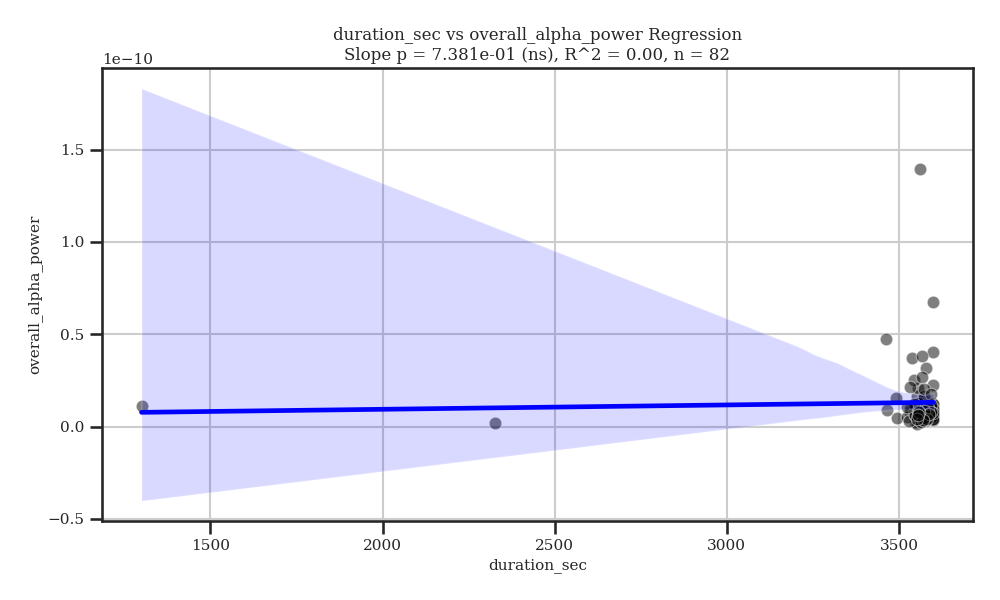 duration_sec vs overall_alpha_power Regression
Slope p = 7.381e-01 (ns), R^2 = 0.00, n = 82
1e−10
1.5
1.0
0.5
0.0
−0.5
overall_alpha_power
1500
2000
2500
3000
3500
duration_sec